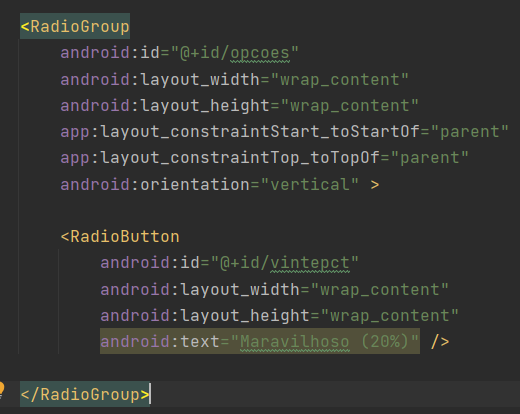 <RadioGroup
android:id="@+id/opcoes"
android:layout_width="wrap_content"
android:layout_height="wrap_content"
app:layout_constraintStart_toStartOf="parent"
app:layout_constraintTop_toTopOf="parent"
android:orientation="vertical" >
<RadioButton
android:id="@+id/vintepct"
android:layout_width="wrap_content"
android:layout_height="wrap_content"
android:text="Maravilhoso (20%)" />
</RadioGroup>